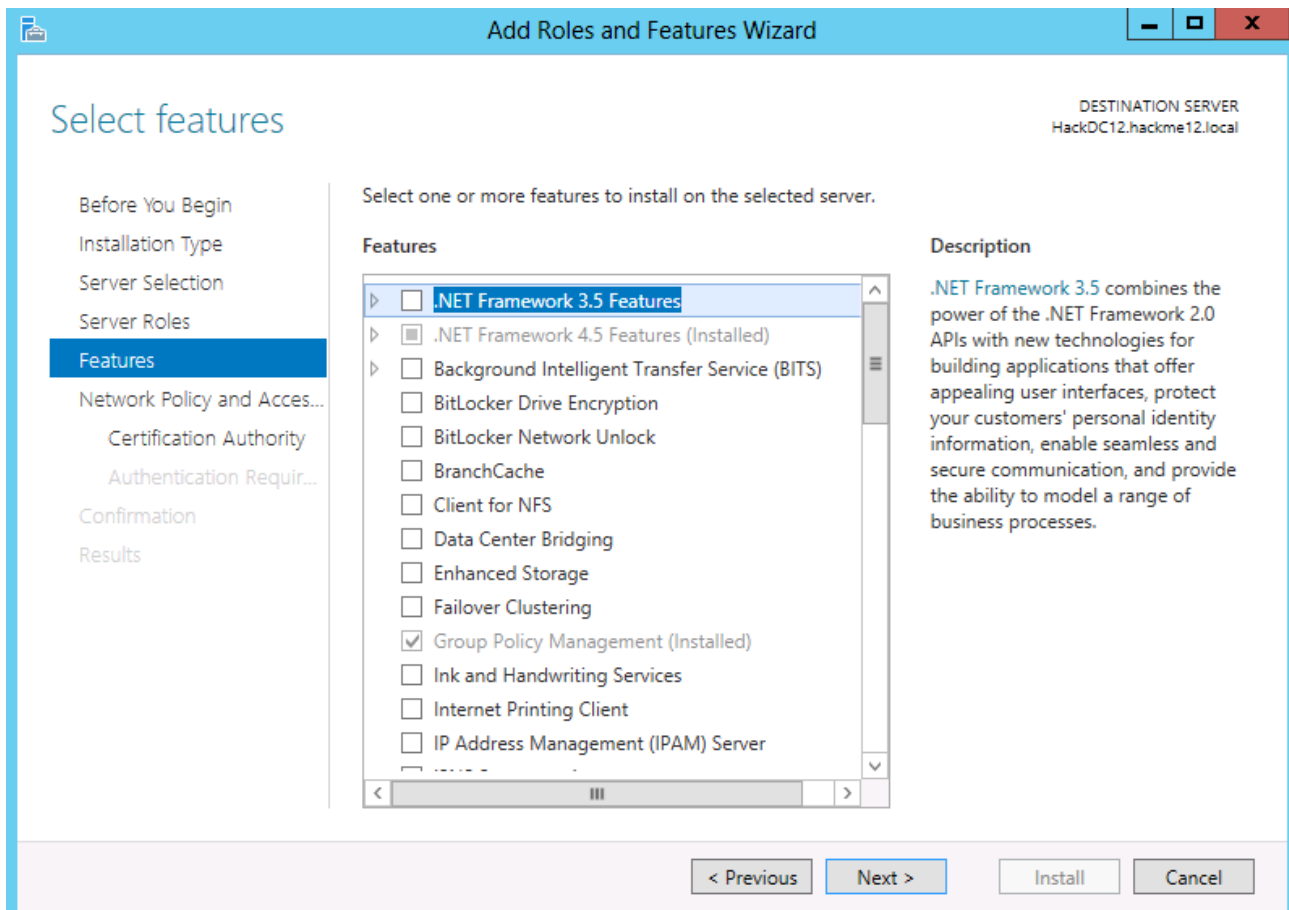 Add Roles and Features Wizard
Select features
DESTINATION SERVER
HackDC12.hackme12.local
Before You Begin
Installation Type
Server Selection
Server Roles
Features
Network Policy and Acces...
Certification Authority
Authentication Requir...
Confirmation
Results
Select one or more features to install on the selected server.
Features
.NET Framework 3.5 Features
.NET Framework 4.5 Features (Installed)
Background Intelligent Transfer Service (BITS)
BitLocker Drive Encryption
BitLocker Network Unlock
BranchCache
Client for NFS
Data Center Bridging
Enhanced Storage
Failover Clustering
Group Policy Management (Installed)
Ink and Handwriting Services
Internet Printing Client
IP Address Management (IPAM) Server
Description
.NET Framework 3.5 combines the
power of the .NET Framework 2.0
APIs with new technologies for
building applications that offer
appealing user interfaces, protect
your customers' personal identity
information, enable seamless and
secure communication, and provide
the ability to model a range of
business processes.
< Previous
Next >
Install
Cancel